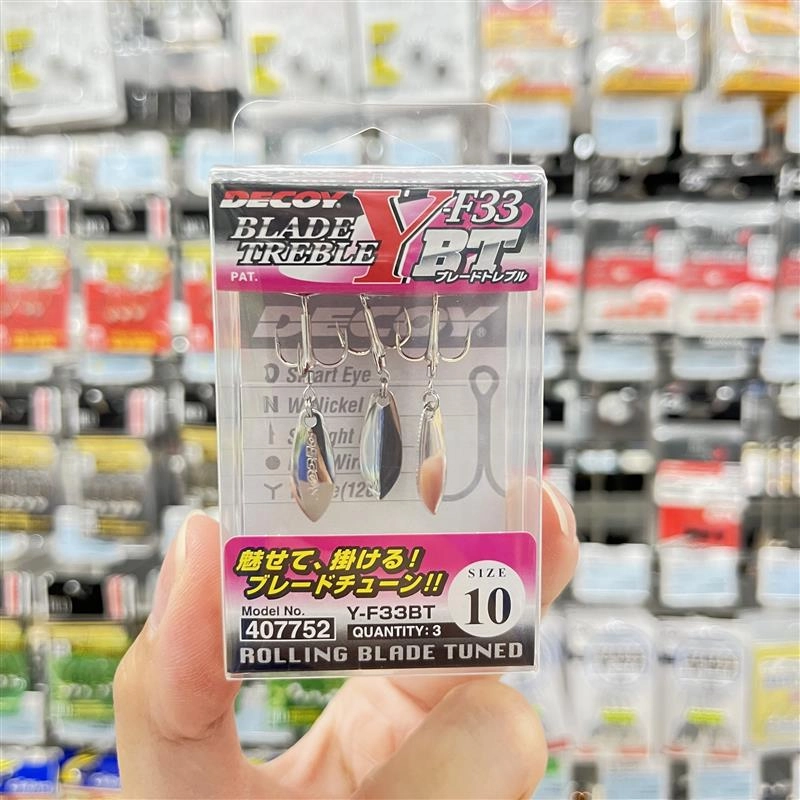 DECOY
BLADE
TREBLE
PAT.
Y-F33
BT
ブレードトレブル
DECOY
Smart Eye
N W Nickel
魅せて、掛ける!
ブレードチューン!!
SIZE
10
Model No.
407752
Y-F33BT
QUANTITY: 3
ROLLING BLADE TUNED